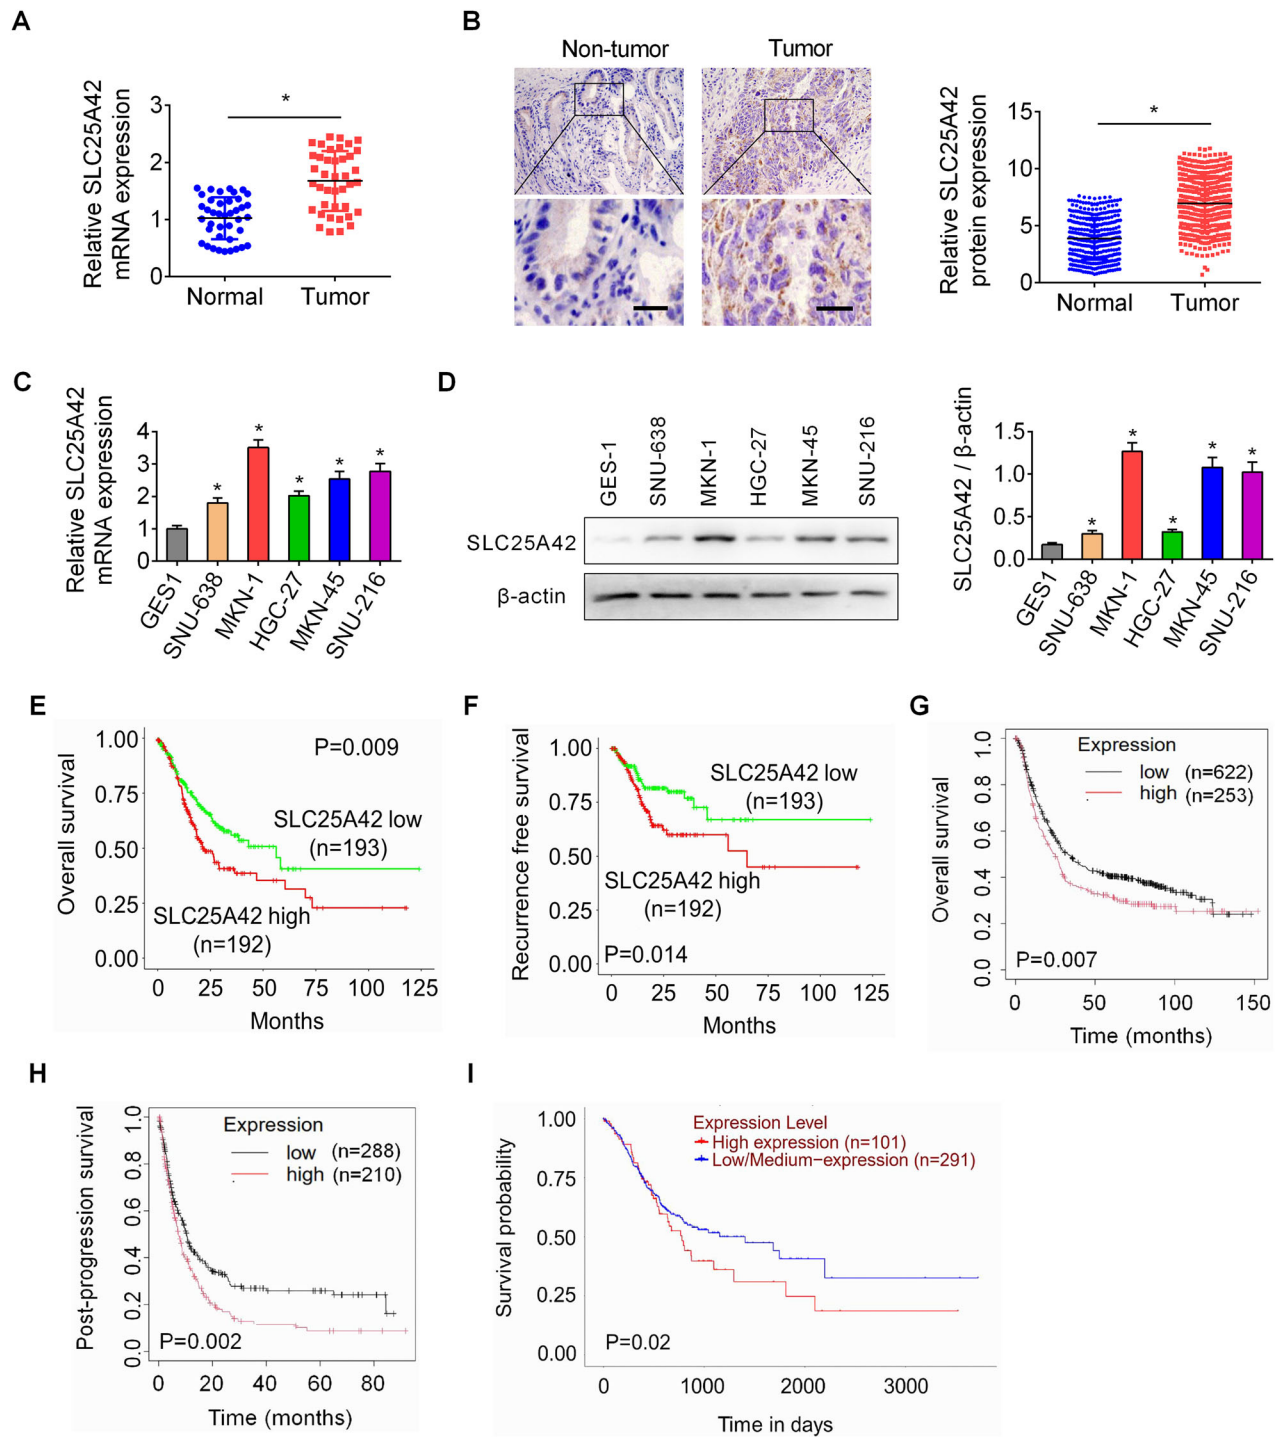 A
Relative SLC25A42
mRNA expression
3
2
1
0
*
Normal
Tumor
B
Non-tumor
Tumor
Relative SLC25A42
protein expression
15
10
5
0
*
Normal
Tumor
C
Relative SLC25A42
mRNA expression
4
3
2
1
0
*
*
*
*
*
GES1
SNU-638
MKN-1
HGC-27
MKN-45
SNU-216
D
GES-1
SNU-638
MKN-1
HGC-27
MKN-45
SNU-216
SLC25A42
β-actin
SLC25A42 / β-actin
1.5
1.0
0.5
0.0
*
*
*
*
*
GES1
SNU-638
MKN-1
HGC-27
MKN-45
SNU-216
E
Overall survival
1.00
0.75
0.50
0.25
0.00
P=0.009
SLC25A42 low
(n=193)
SLC25A42 high
(n=192)
0 25 50 75 100 125
Months
F
Recurrence free survival
1.00
0.75
0.50
0.25
0.00
SLC25A42 low
(n=193)
SLC25A42 high
(n=192)
P=0.014
0 25 50 75 100 125
Months
G
Overall survival
1.0
0.8
0.6
0.4
0.2
0.0
Expression
low (n=622)
high (n=253)
P=0.007
0 50 100 150
Time (months)
H
Post-progression survival
1.0
0.8
0.6
0.4
0.2
0.0
Expression
low (n=288)
high (n=210)
P=0.002
0 20 40 60 80
Time (months)
I
Survival probability
1.00
0.75
0.50
0.25
0.00
Expression Level
High expression (n=101)
Low/Medium-expression (n=291)
P=0.02
0 1000 2000 3000
Time in days